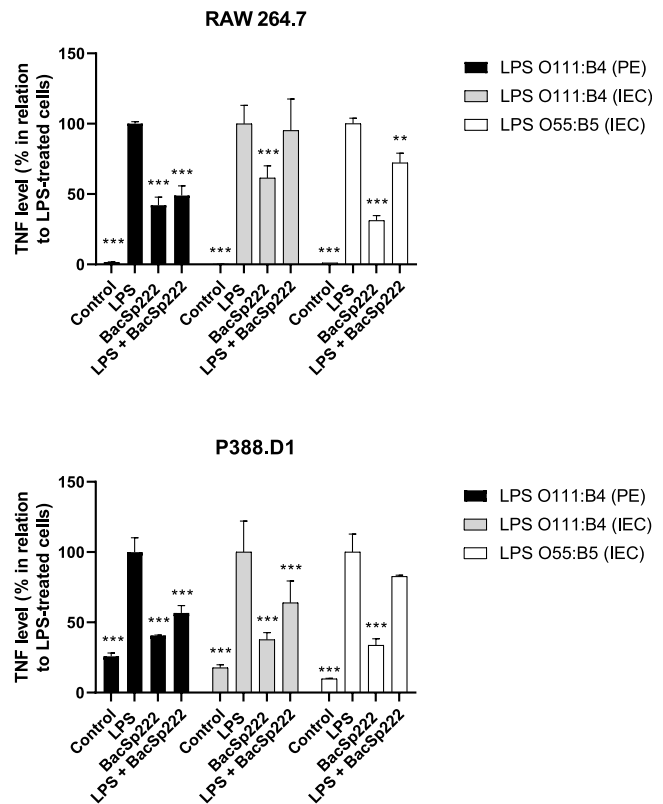 RAW 264.7
TNF level (% in relation
to LPS-treated cells)
150
100
50
0
***
***
***
***
***
***
***
**
Control
LPS
BacSp222
LPS + BacSp222
Control
LPS
BacSp222
LPS + BacSp222
Control
LPS
BacSp222
LPS + BacSp222
LPS O111:B4 (PE)
LPS O111:B4 (IEC)
LPS O55:B5 (IEC)
P388.D1
TNF level (% in relation
to LPS-treated cells)
150
100
50
0
***
***
***
***
***
***
***
***
Control
LPS
BacSp222
LPS + BacSp222
Control
LPS
BacSp222
LPS + BacSp222
Control
LPS
BacSp222
LPS + BacSp222
LPS O111:B4 (PE)
LPS O111:B4 (IEC)
LPS O55:B5 (IEC)